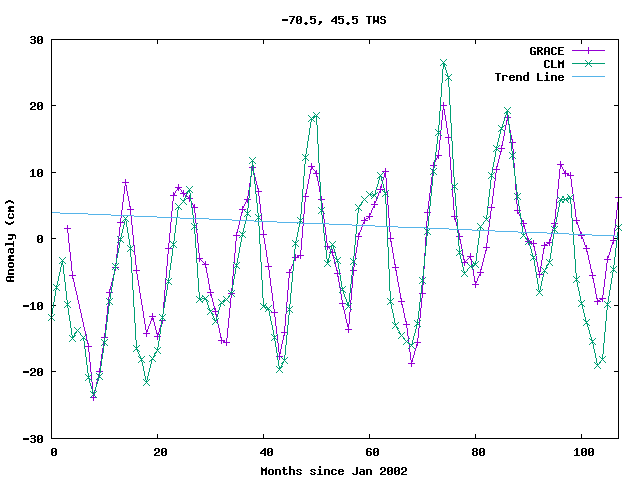 -70.5, 45.5 TWS
30
20
10
0
-10
-20
-30
Anomaly (cm)
GRACE
CLM
Trend Line
0 20 40 60 80 100
Months since Jan 2002